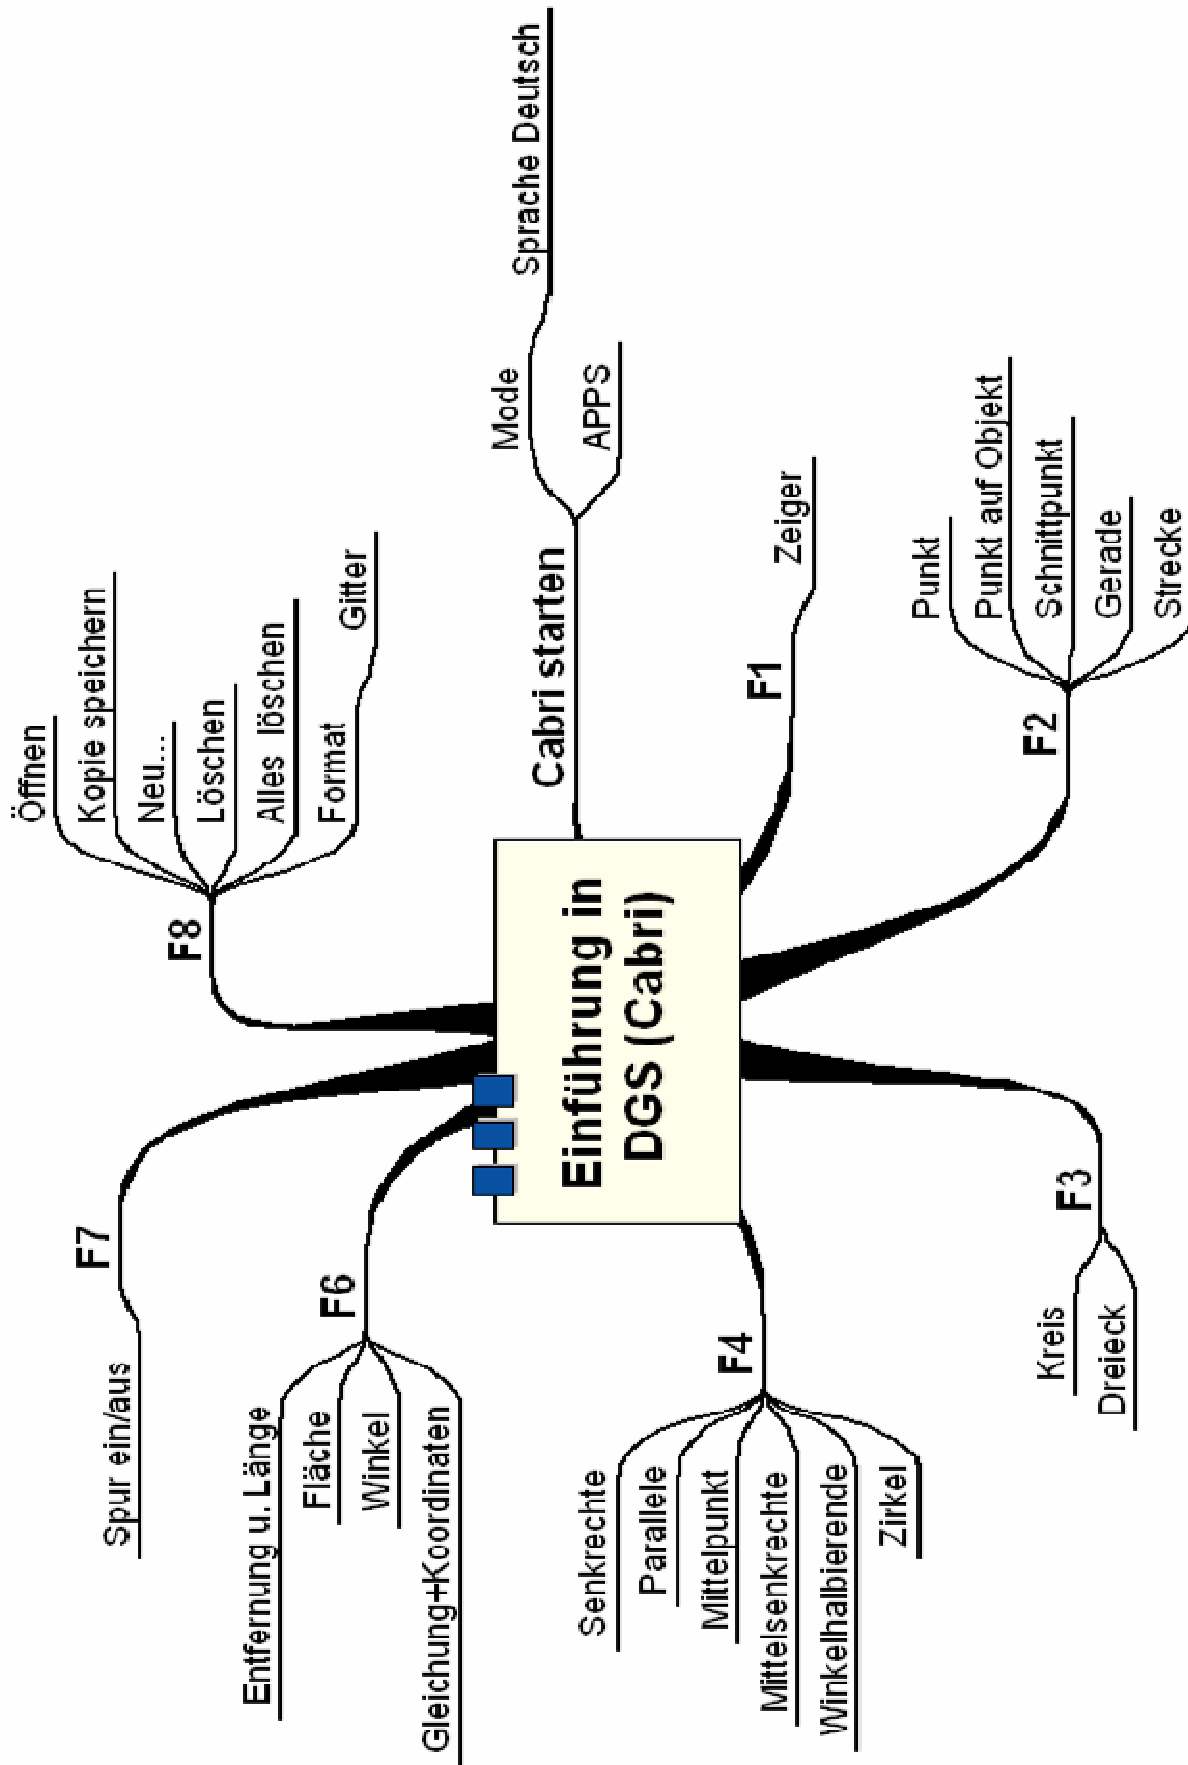 Einführung in
DGS (Cabri)
Cabri starten
Mode
Sprache Deutsch
APPS
F1
Zeiger
F2
Punkt
Punkt auf Objekt
Schnittpunkt
Gerade
Strecke
F3
Kreis
Dreieck
F4
Senkrechte
Parallele
Mittelpunkt
Mittelsenkrechte
Winkelhalbierende
Zirkel
F6
Entfernung u. Länge
Fläche
Winkel
Gleichung+Koordinaten
F7
Spur ein/aus
F8
Öffnen
Kopie speichern
Neu...
Löschen
Alles löschen
Format
Gitter